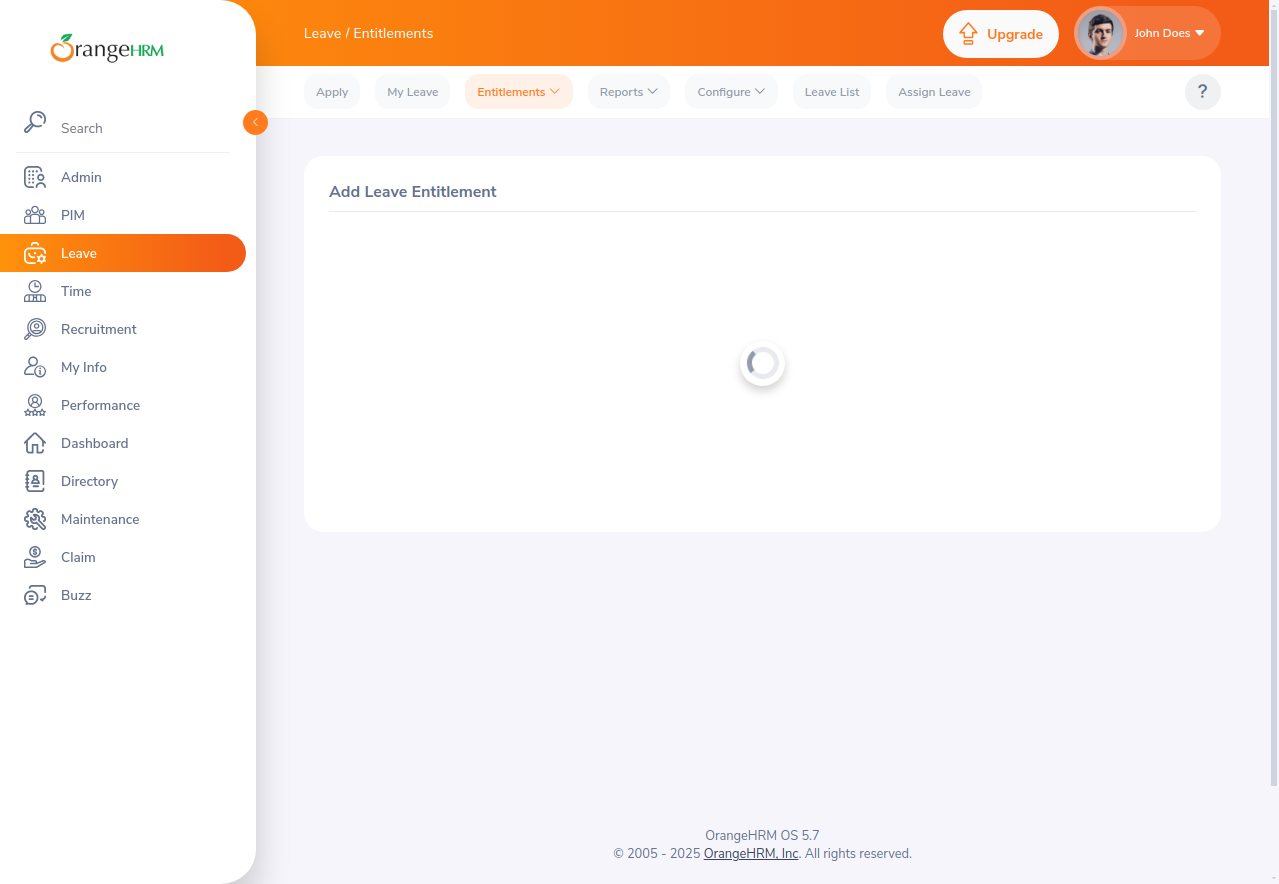 OrangeHRM
Search
Admin
PIM
Leave
Time
Recruitment
My Info
Performance
Dashboard
Directory
Maintenance
Claim
Buzz
Leave / Entitlements
Upgrade
John Does
Apply
My Leave
Entitlements
Reports
Configure
Leave List
Assign Leave
?
Add Leave Entitlement
OrangeHRM OS 5.7
© 2005 - 2025 OrangeHRM, Inc. All rights reserved.